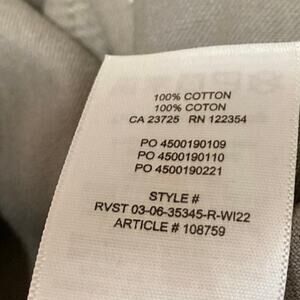 100% COTTON
100% COTON
CA 23725 RN 122354
PO 4500190109
PO 4500190110
PO 4500190221
STYLE #
RVST 03-06-35345-R-WI22
ARTICLE # 108759